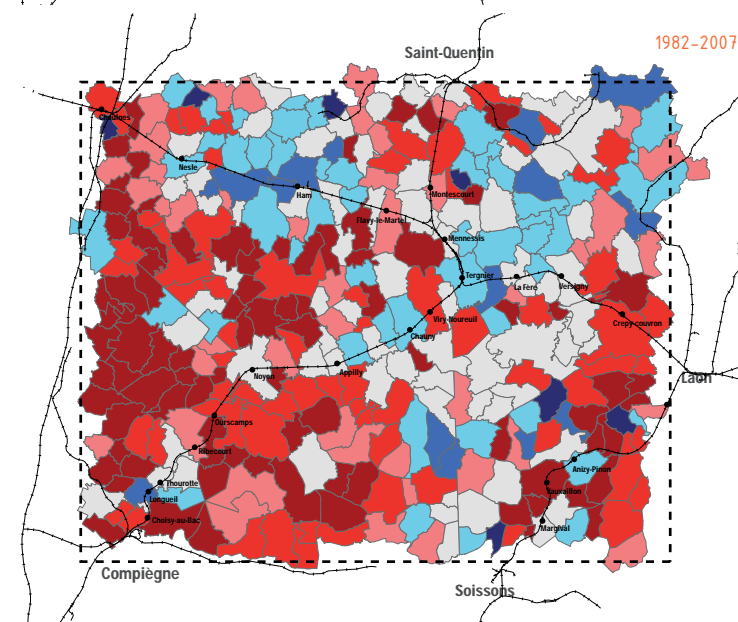 Saint-Quentin
1982-2007
Chaulnes
Nesle
Ham
Montescourt
Flavy-le-Martel
Mennessis
Tergnier
La Fère
Versigny
Viry-Noureuil
Crepy-couvron
Chauny
Appilly
Noyon
Laon
Ourscamps
Ribecourt
Anizy-Pinon
Thourotte
Longueil
Vauxaillon
Choisy-au-Bac
Margival
Compiègne
Soissons